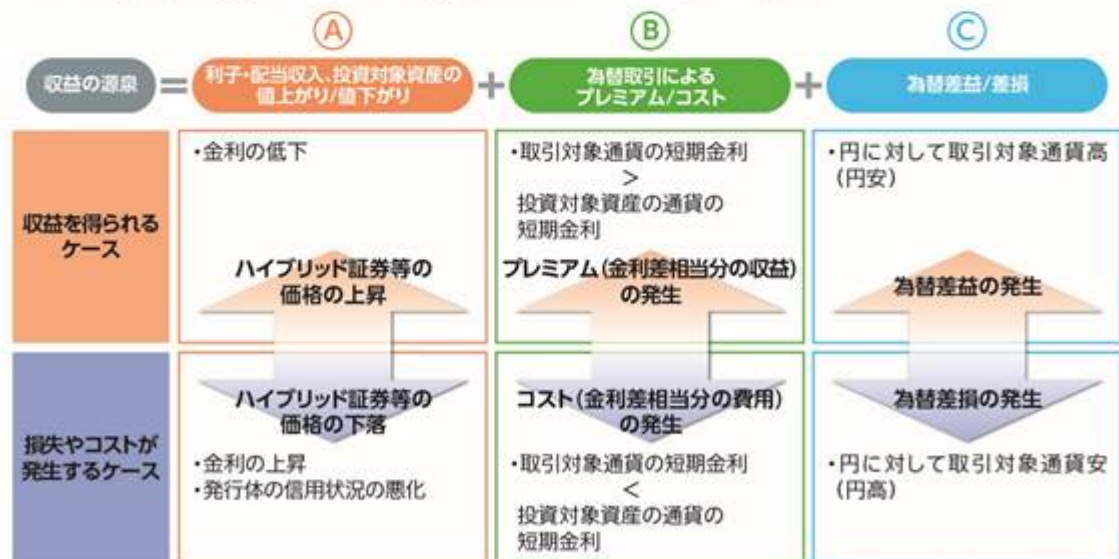 Ⓐ
Ⓑ
Ⓒ
収益の源泉
=
利子・配当収入、投資対象資産の
値上がり/値下がり
+
為替取引による
プレミアム/コスト
+
為替差益/差損
収益を得られる
ケース
・金利の低下
ハイブリッド証券等の
価格の上昇
・取引対象通貨の短期金利
>
投資対象資産の通貨の
短期金利
プレミアム(金利差相当分の収益)
の発生
・円に対して取引対象通貨高
(円安)
為替差益の発生
損失やコストが
発生するケース
ハイブリッド証券等の
価格の下落
・金利の上昇
・発行体の信用状況の悪化
コスト(金利差相当分の費用)
の発生
・取引対象通貨の短期金利
<
投資対象資産の通貨の
短期金利
為替差損の発生
・円に対して取引対象通貨安
(円高)